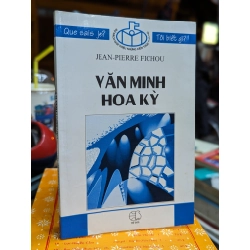 Que sais-je?
Tôi biết gì?
JEAN-PIERRE FICHOU
VĂN MINH
HOA KỲ